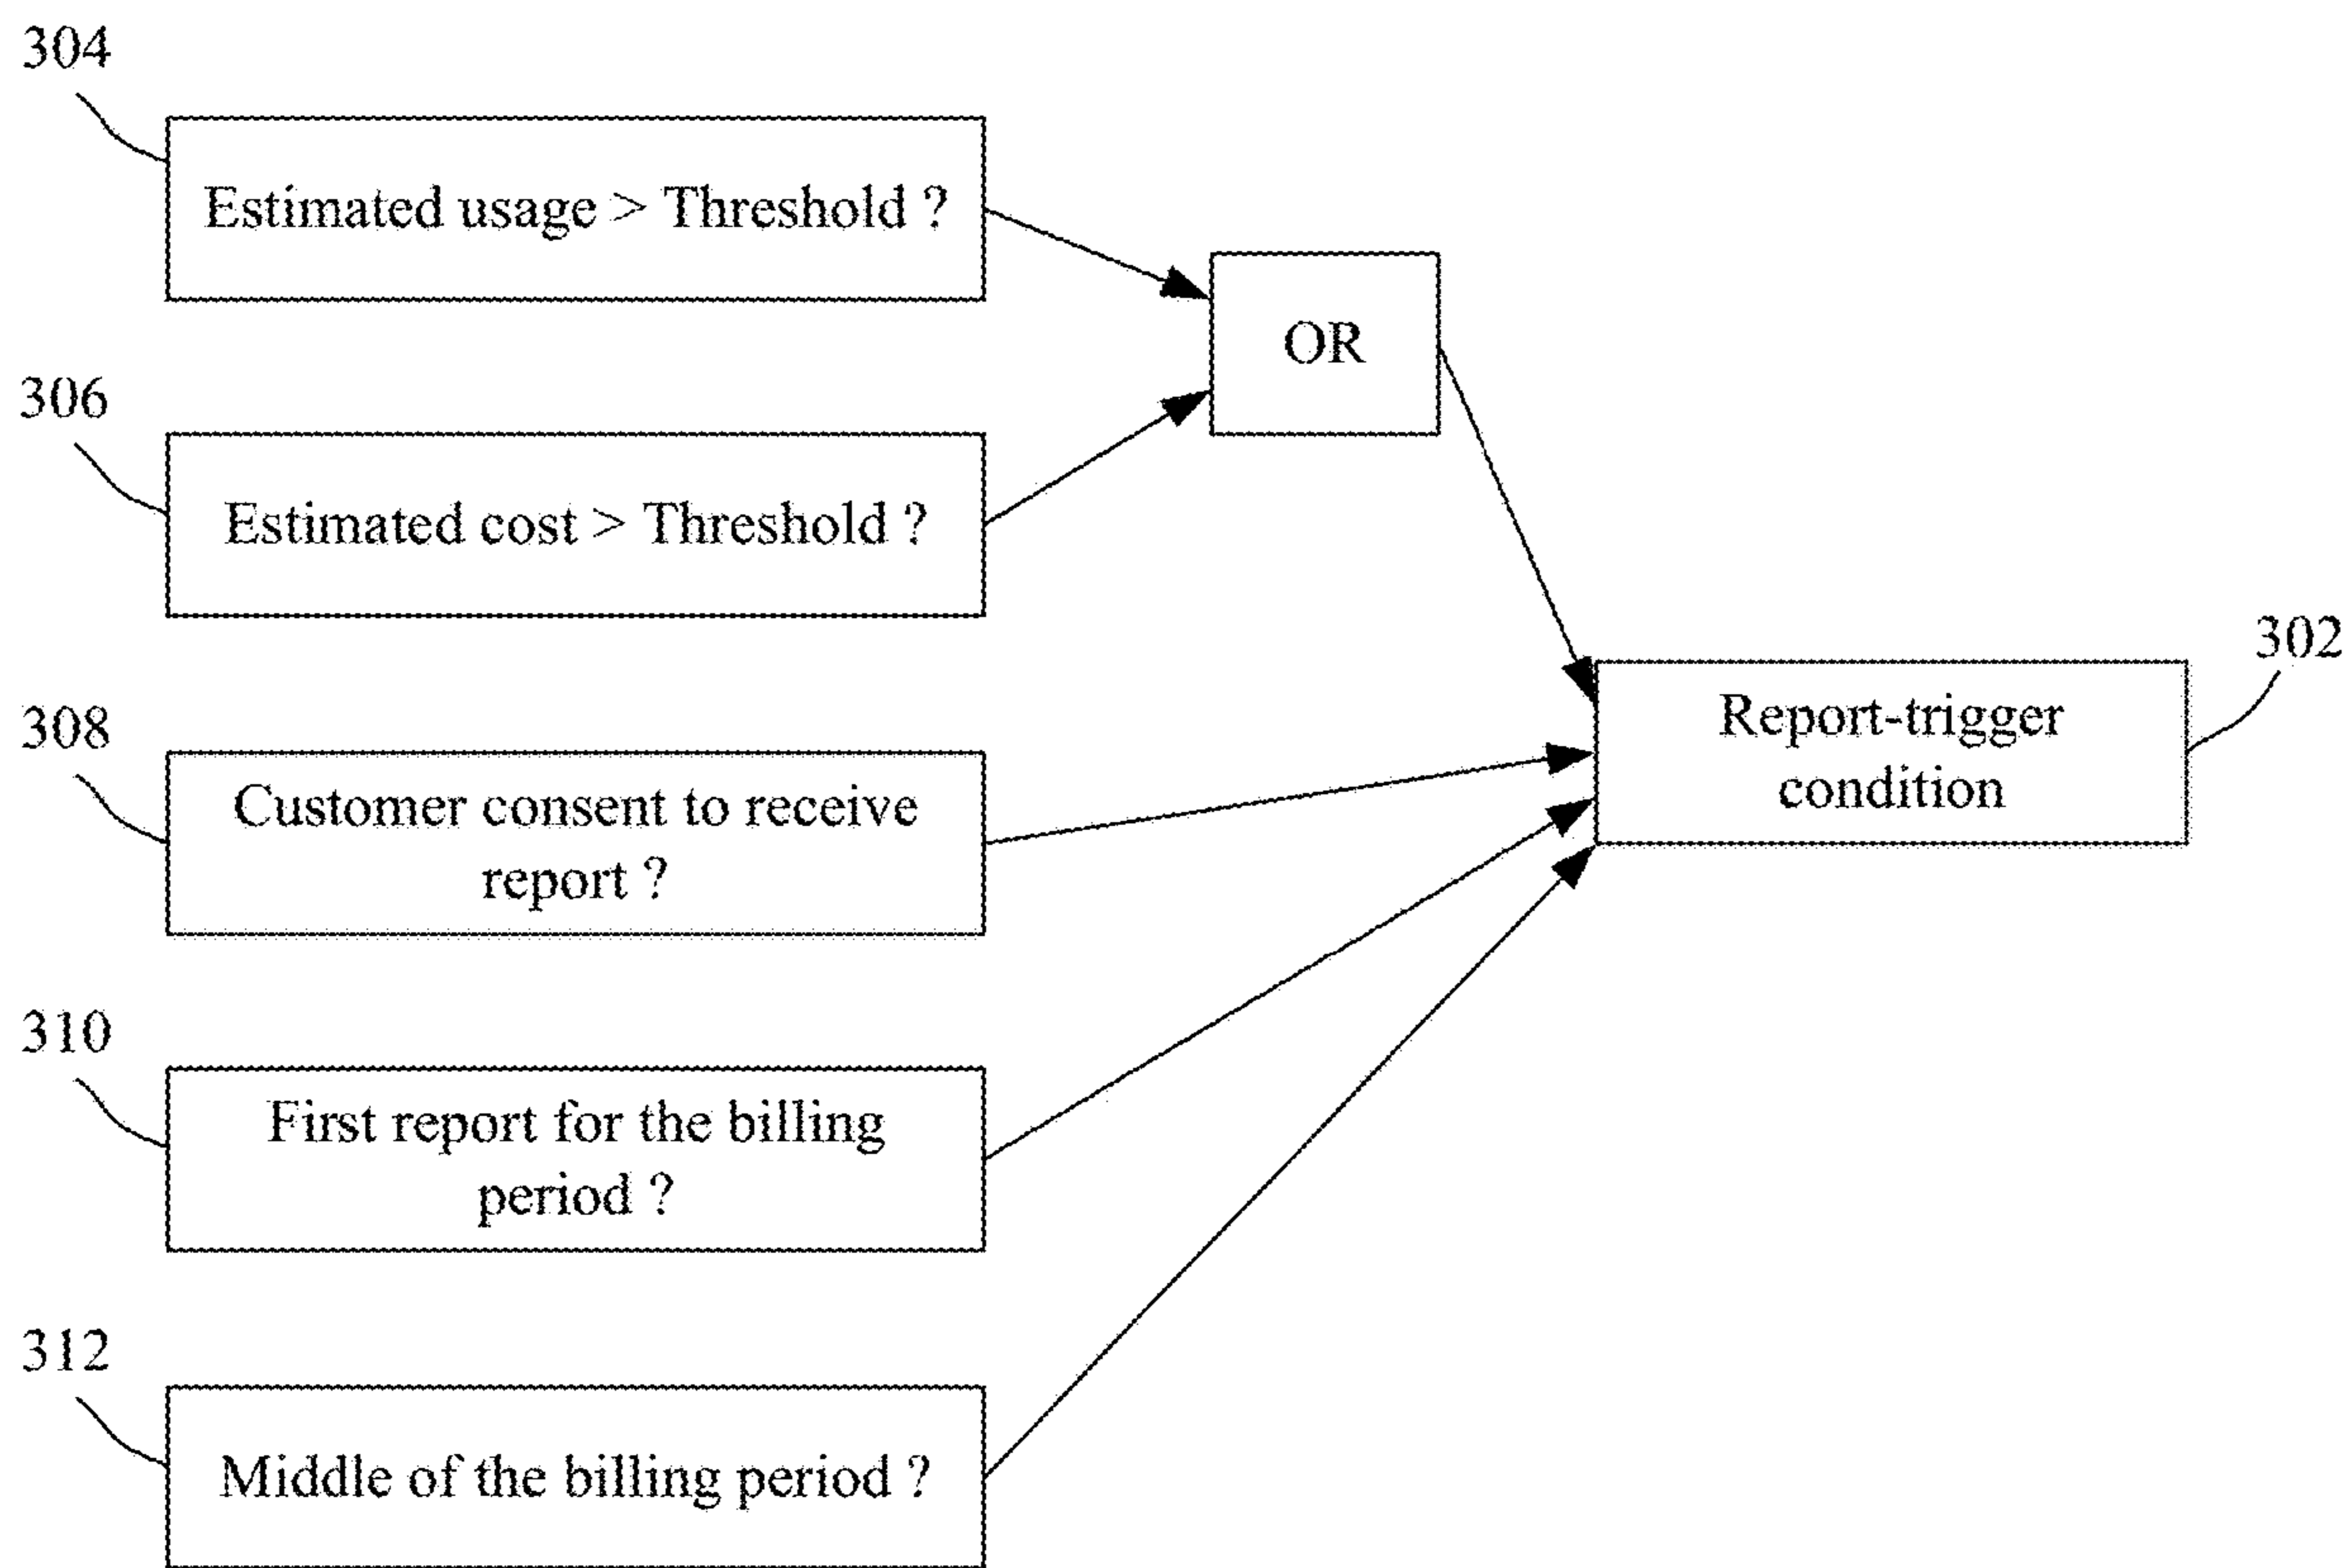 304
Estimated usage > Threshold ?
OR
306
Estimated cost > Threshold ?
302
308
Report-trigger
condition
Customer consent to receive
report ?
310
First report for the billing
period ?
312
Middle of the billing period ?